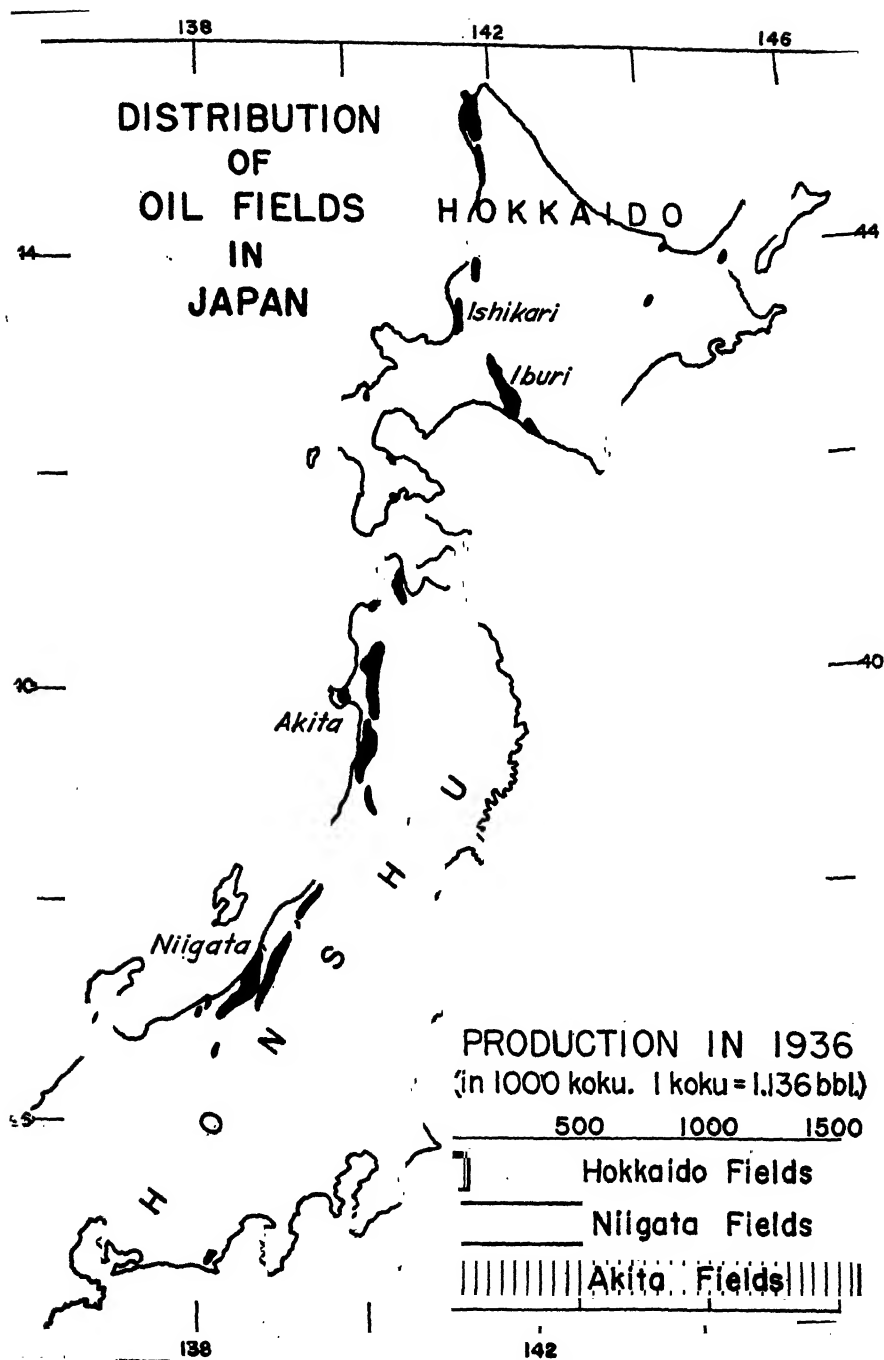 138 142 146
DISTRIBUTION
OF
OIL FIELDS
IN
JAPAN
HOKKAIDO
44
14
Ishikari
Iburi
40
Akita
Niigata
HONSHU
PRODUCTION IN 1936
(in 1000 koku. 1 koku = 1.136 bbl.)
500 1000 1500
Hokkaido Fields
Niigata Fields
Akita Fields
138 142